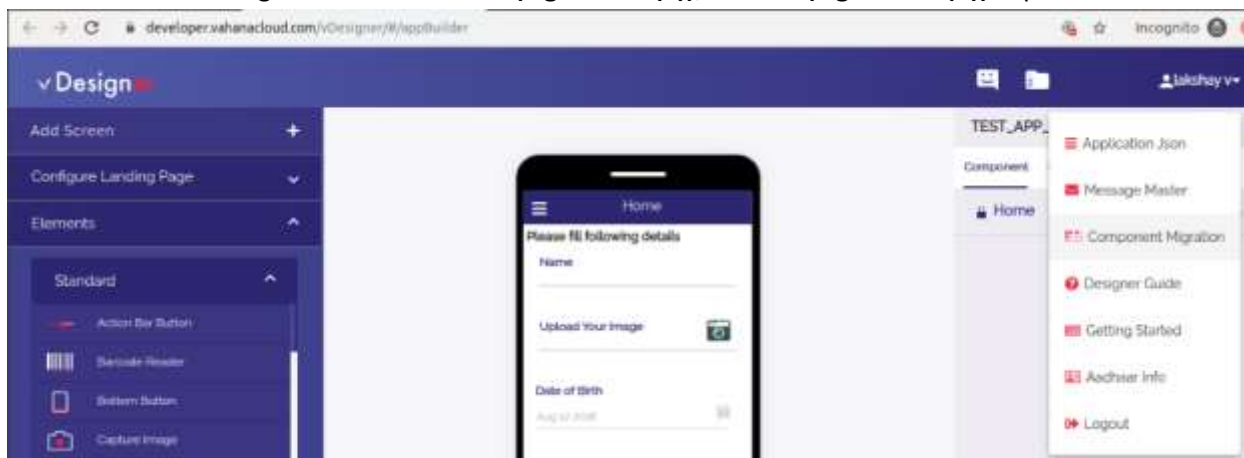 developer.vahanacloud.com/vDesigner/#/appBuilder
Incognito
vDesigner
lakshay v
Add Screen
Configure Landing Page
Elements
Standard
Action Bar Button
Barcode Reader
Bottom Button
Capture Image
Home
Please fill following details
Name
Upload Your Image
Date of Birth
TEST_APP_
Component
Home
Application Json
Message Master
Component Migration
Designer Guide
Getting Started
Aadhaar Info
Logout